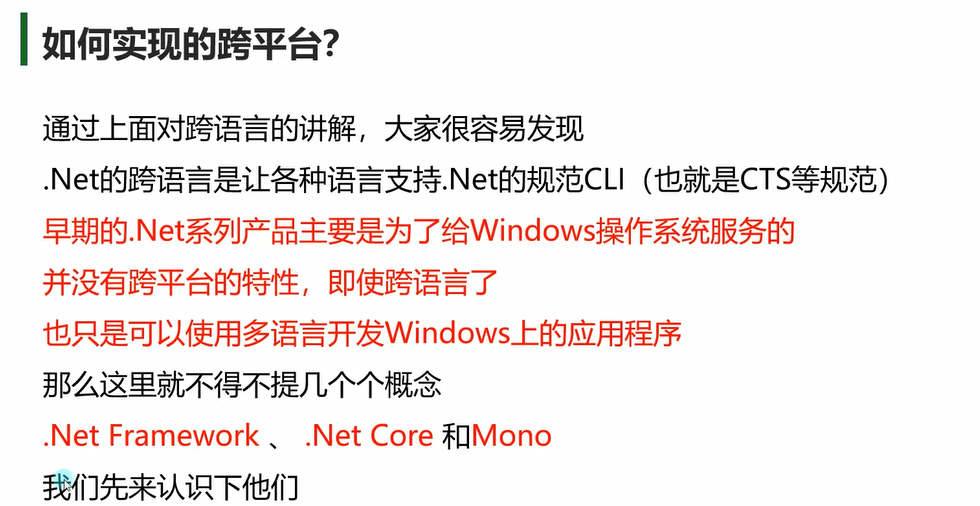 如何实现的跨平台？
通过上面对跨语言的讲解，大家很容易发现
.Net的跨语言是让各种语言支持.Net的规范CLI（也就是CTS等规范）
早期的.Net系列产品主要是为了给Windows操作系统服务的
并没有跨平台的特性，即使跨语言了
也只是可以使用多语言开发Windows上的应用程序
那么这里就不得不提几个个概念
.Net Framework 、 .Net Core 和Mono
我们先来认识下他们